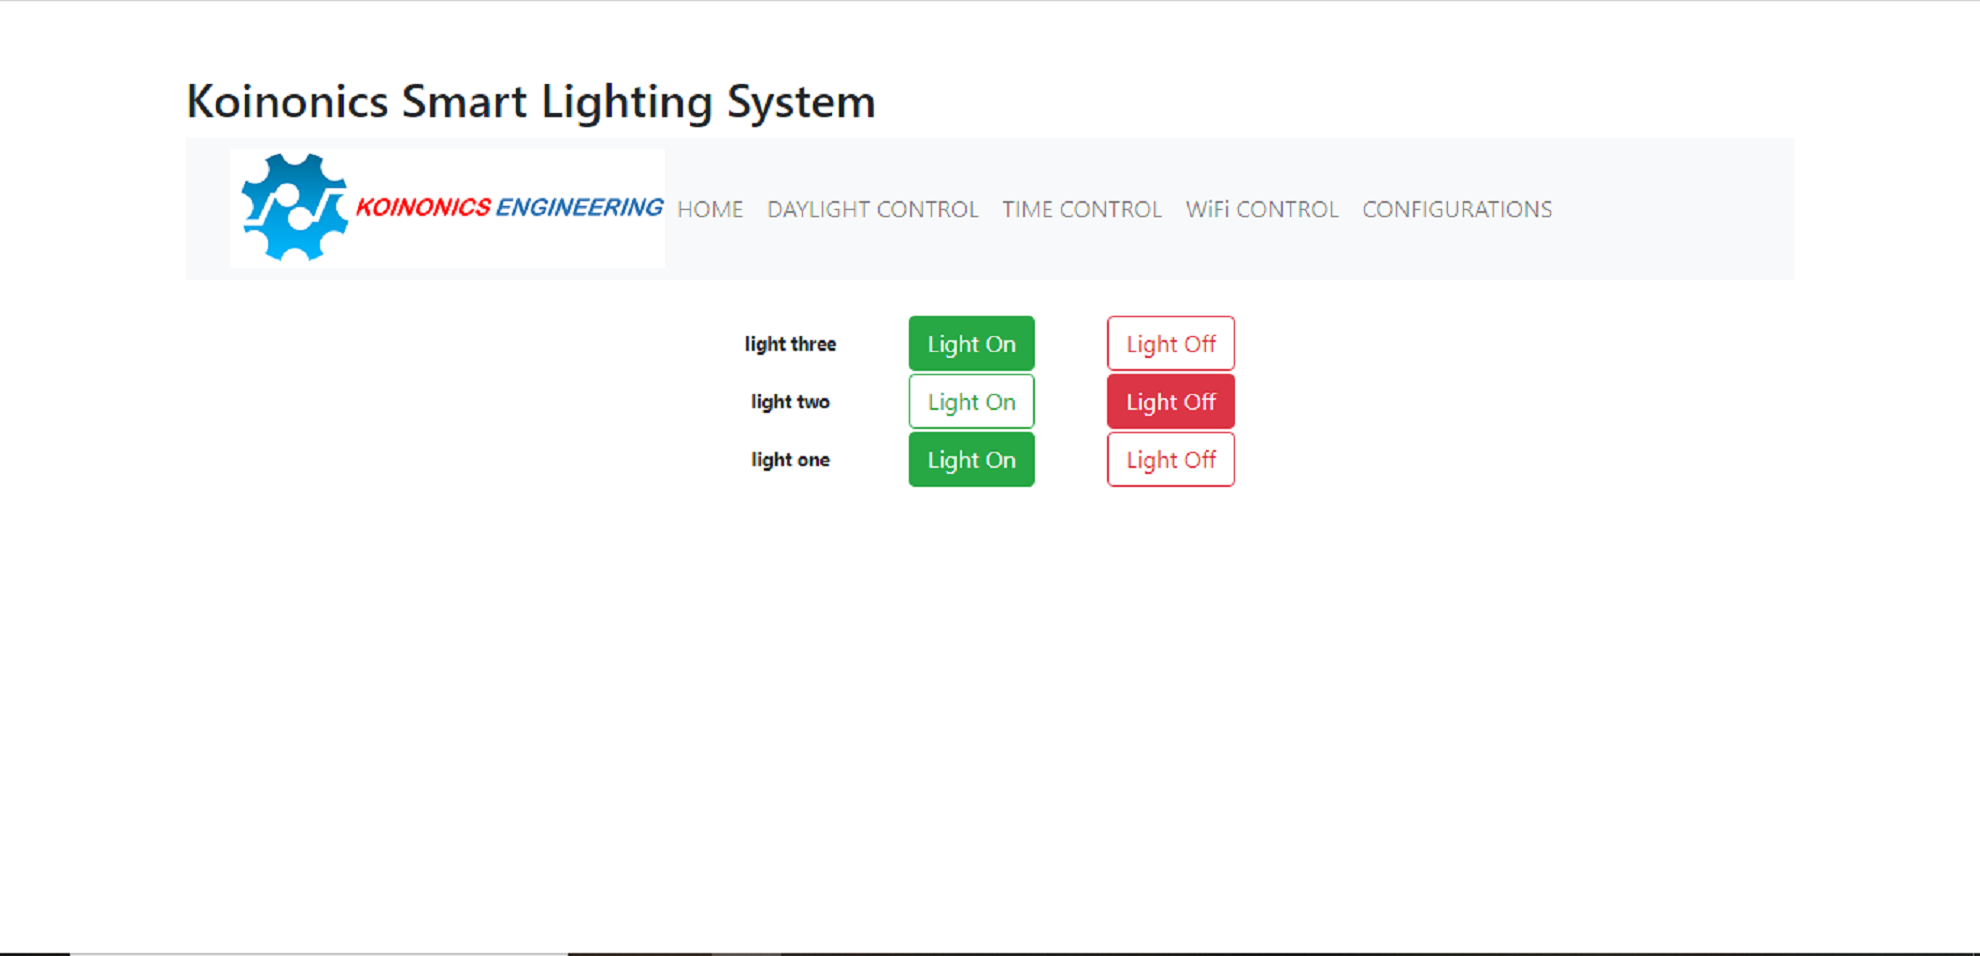 Koinonics Smart Lighting System
KOINONICS ENGINEERING HOME DAYLIGHT CONTROL TIME CONTROL WiFi CONTROL CONFIGURATIONS
light three Light On Light Off
light two Light On Light Off
light one Light On Light Off